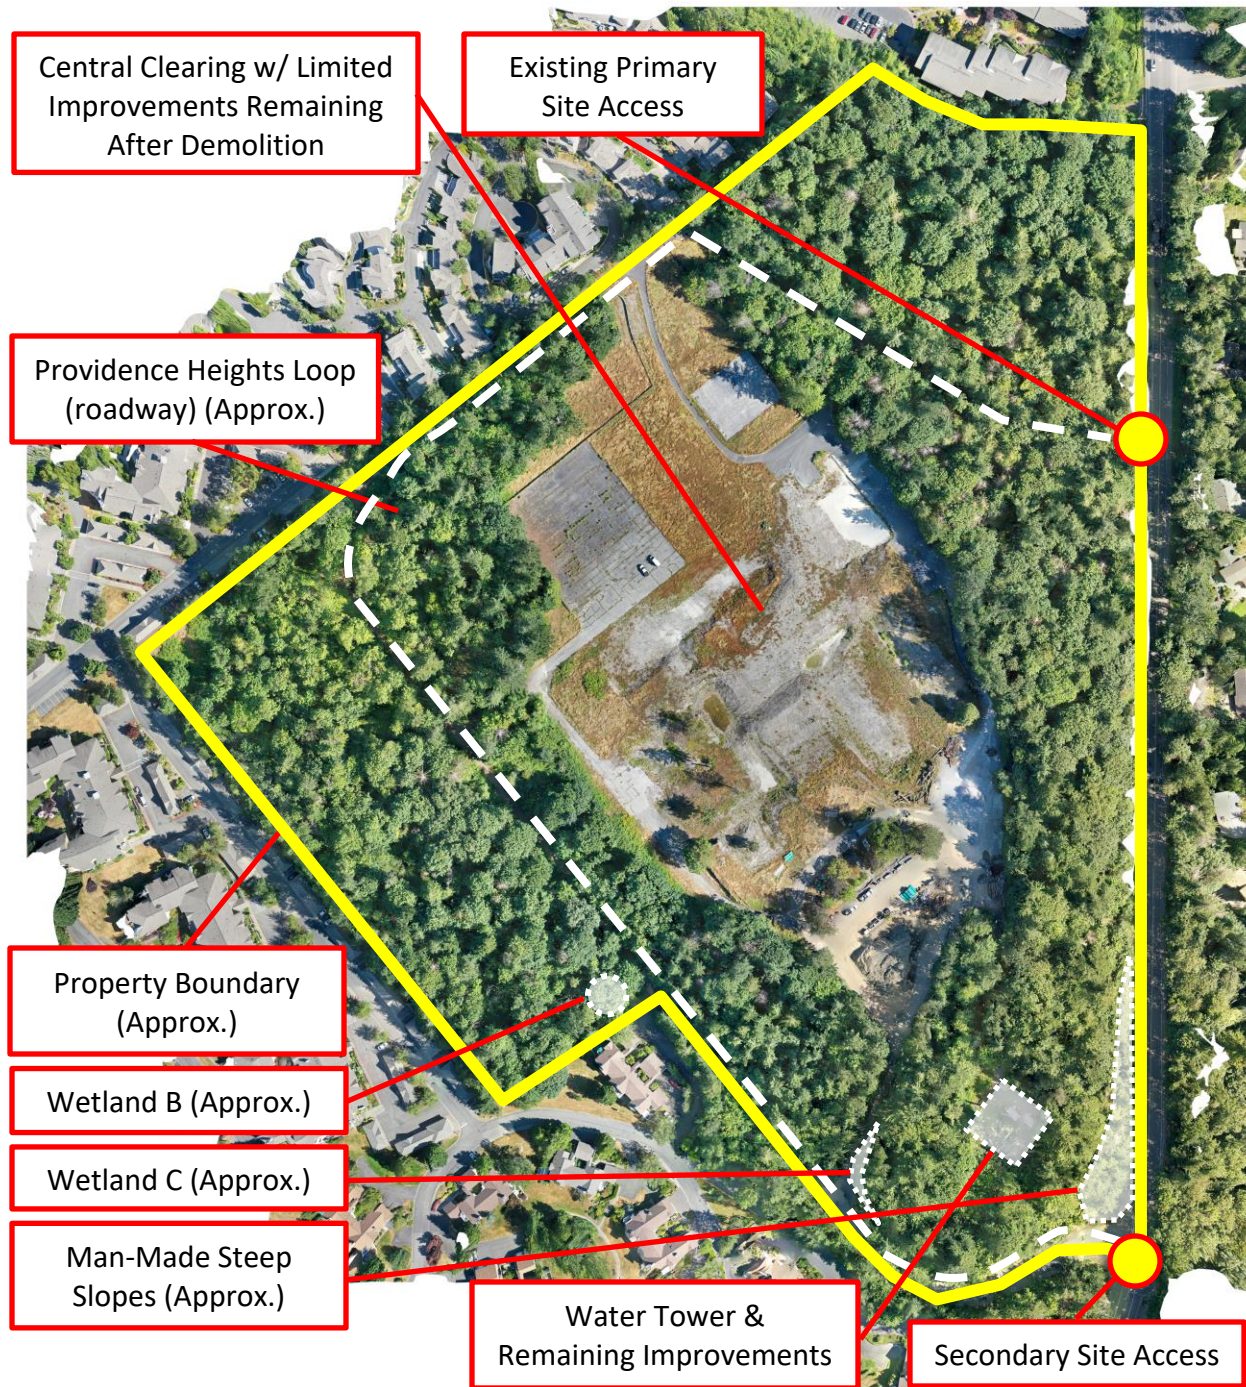 Central Clearing w/ Limited
Improvements Remaining
After Demolition
Existing Primary
Site Access
Providence Heights Loop
(roadway) (Approx.)
Property Boundary
(Approx.)
Wetland B (Approx.)
Wetland C (Approx.)
Man-Made Steep
Slopes (Approx.)
Water Tower &
Remaining Improvements
Secondary Site Access